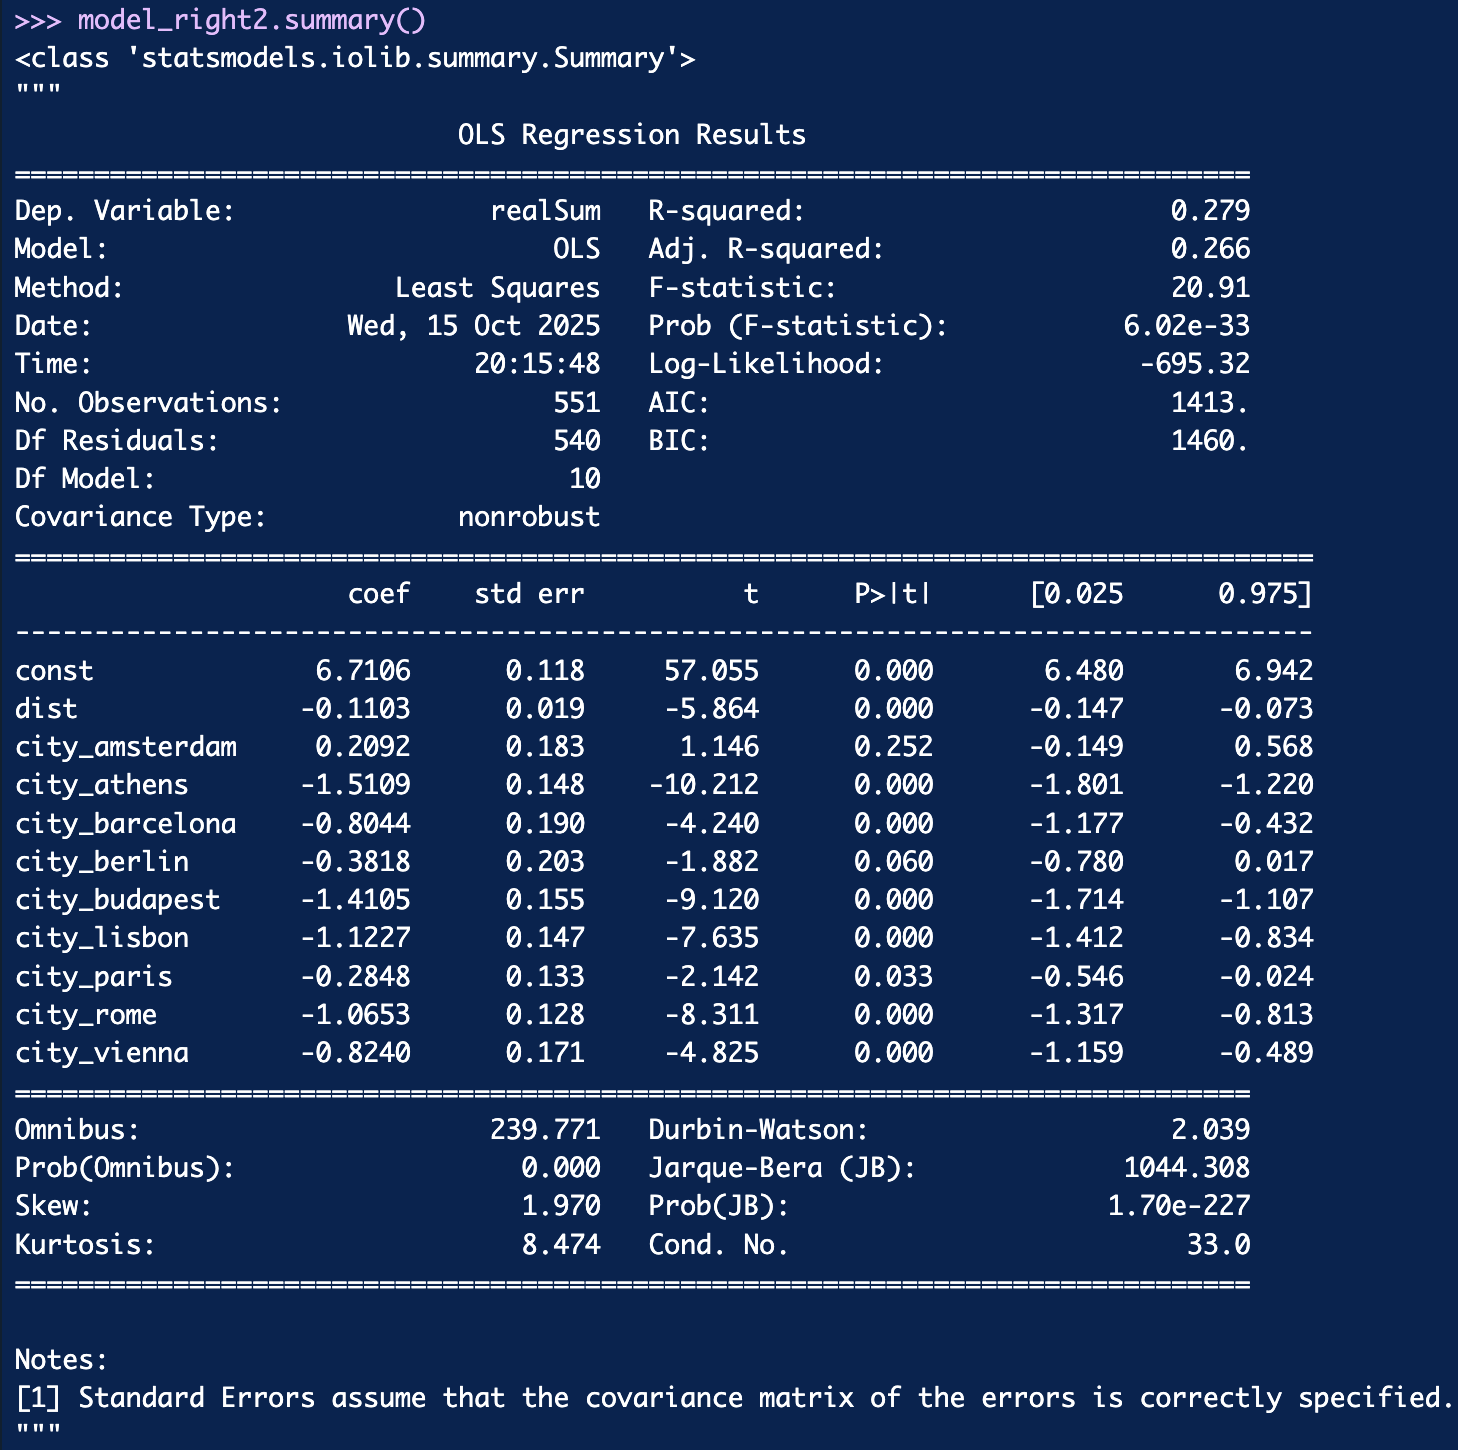 >>> model_right2.summary()
<class 'statsmodels.iolib.summary.Summary'>
"""
                            OLS Regression Results
==============================================================================
Dep. Variable:                realSum   R-squared:                       0.279
Model:                            OLS   Adj. R-squared:                  0.266
Method:                 Least Squares   F-statistic:                     20.91
Date:                Wed, 15 Oct 2025   Prob (F-statistic):           6.02e-33
Time:                        20:15:48   Log-Likelihood:                -695.32
No. Observations:                 551   AIC:                             1413.
Df Residuals:                     540   BIC:                             1460.
Df Model:                          10
Covariance Type:            nonrobust
==================================================================================
                     coef    std err          t      P>|t|      [0.025      0.975]
----------------------------------------------------------------------------------
const              6.7106      0.118     57.055      0.000       6.480       6.942
dist              -0.1103      0.019     -5.864      0.000      -0.147      -0.073
city_amsterdam     0.2092      0.183      1.146      0.252      -0.149       0.568
city_athens       -1.5109      0.148    -10.212      0.000      -1.801      -1.220
city_barcelona    -0.8044      0.190     -4.240      0.000      -1.177      -0.432
city_berlin       -0.3818      0.203     -1.882      0.060      -0.780       0.017
city_budapest     -1.4105      0.155     -9.120      0.000      -1.714      -1.107
city_lisbon       -1.1227      0.147     -7.635      0.000      -1.412      -0.834
city_paris        -0.2848      0.133     -2.142      0.033      -0.546      -0.024
city_rome         -1.0653      0.128     -8.311      0.000      -1.317      -0.813
city_vienna       -0.8240      0.171     -4.825      0.000      -1.159      -0.489
==============================================================================
Omnibus:                      239.771   Durbin-Watson:                   2.039
Prob(Omnibus):                  0.000   Jarque-Bera (JB):             1044.308
Skew:                           1.970   Prob(JB):                    1.70e-227
Kurtosis:                       8.474   Cond. No.                         33.0
==============================================================================

Notes:
[1] Standard Errors assume that the covariance matrix of the errors is correctly specified.
"""